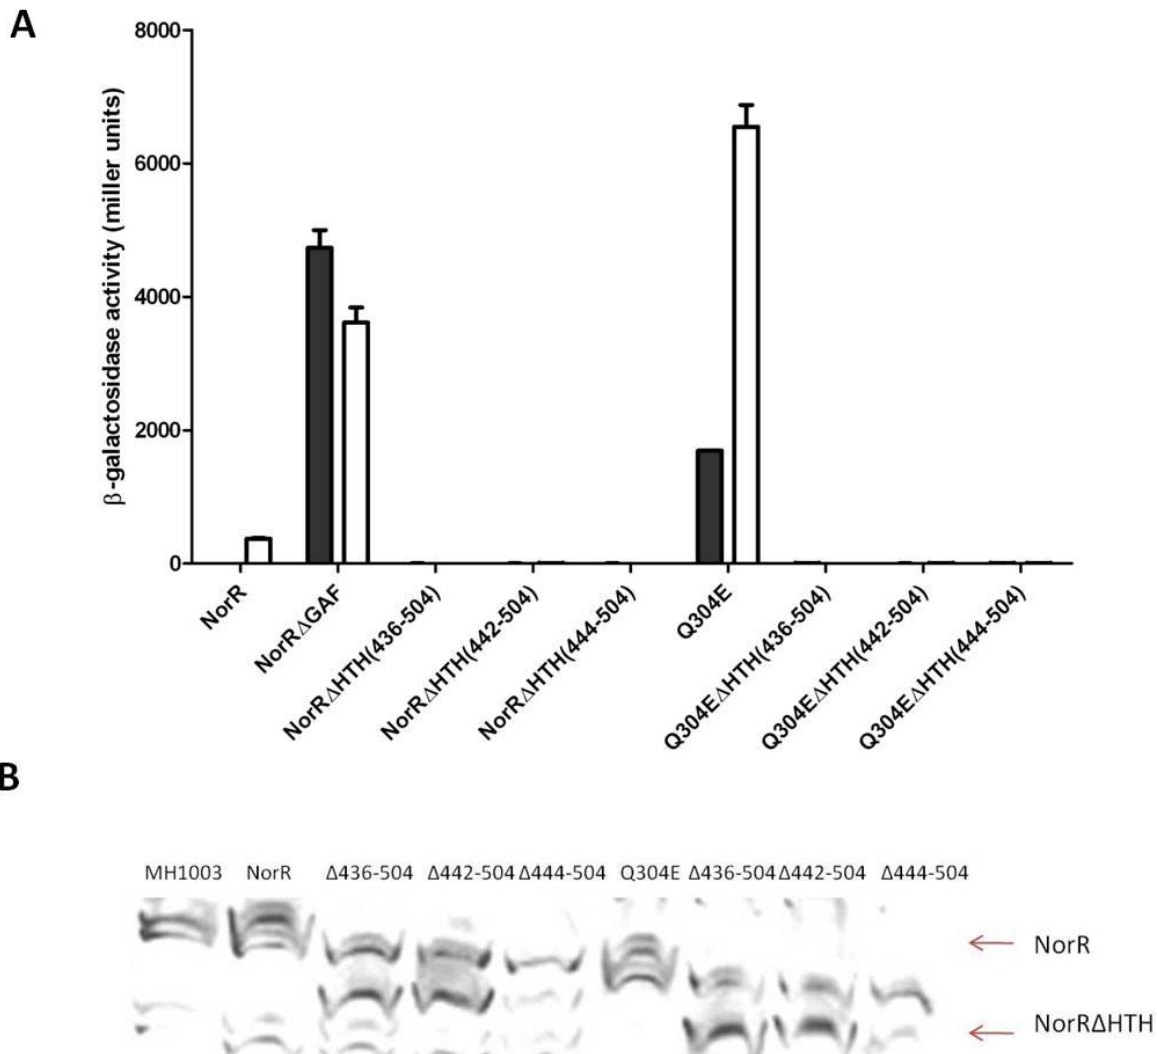 A
β-galactosidase activity (miller units)
8000
6000
4000
2000
0
NorR
NorRΔGAF
NorRΔHTH(436-504)
NorRΔHTH(442-504)
NorRΔHTH(444-504)
Q304E
Q304EΔHTH(436-504)
Q304EΔHTH(442-504)
Q304EΔHTH(444-504)
B
MH1003 NorR Δ436-504 Δ442-504 Δ444-504 Q304E Δ436-504 Δ442-504 Δ444-504
NorR
NorRΔHTH